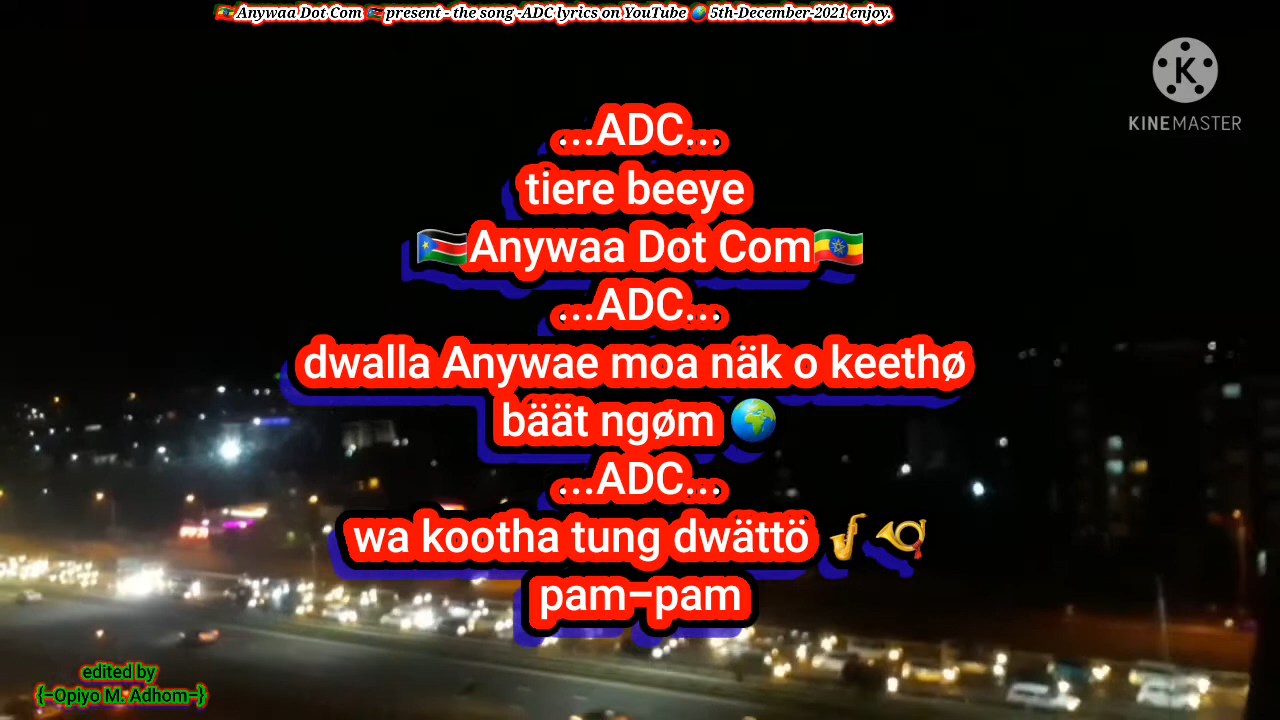 🇪🇹Anywaa Dot Com 🇸🇸present - the song -ADC lyrics on YouTube 🌍 5th-December-2021 enjoy.
KINEMASTER
...ADC...
tiere beeye
🇸🇸Anywaa Dot Com🇪🇹
...ADC...
dwalla Anywae moa näk o keethø
bäät ngøm 🌍
...ADC...
wa kootha tung dwättö 🎷📯
pam–pam
edited by
{–Opiyo M. Adhom–}